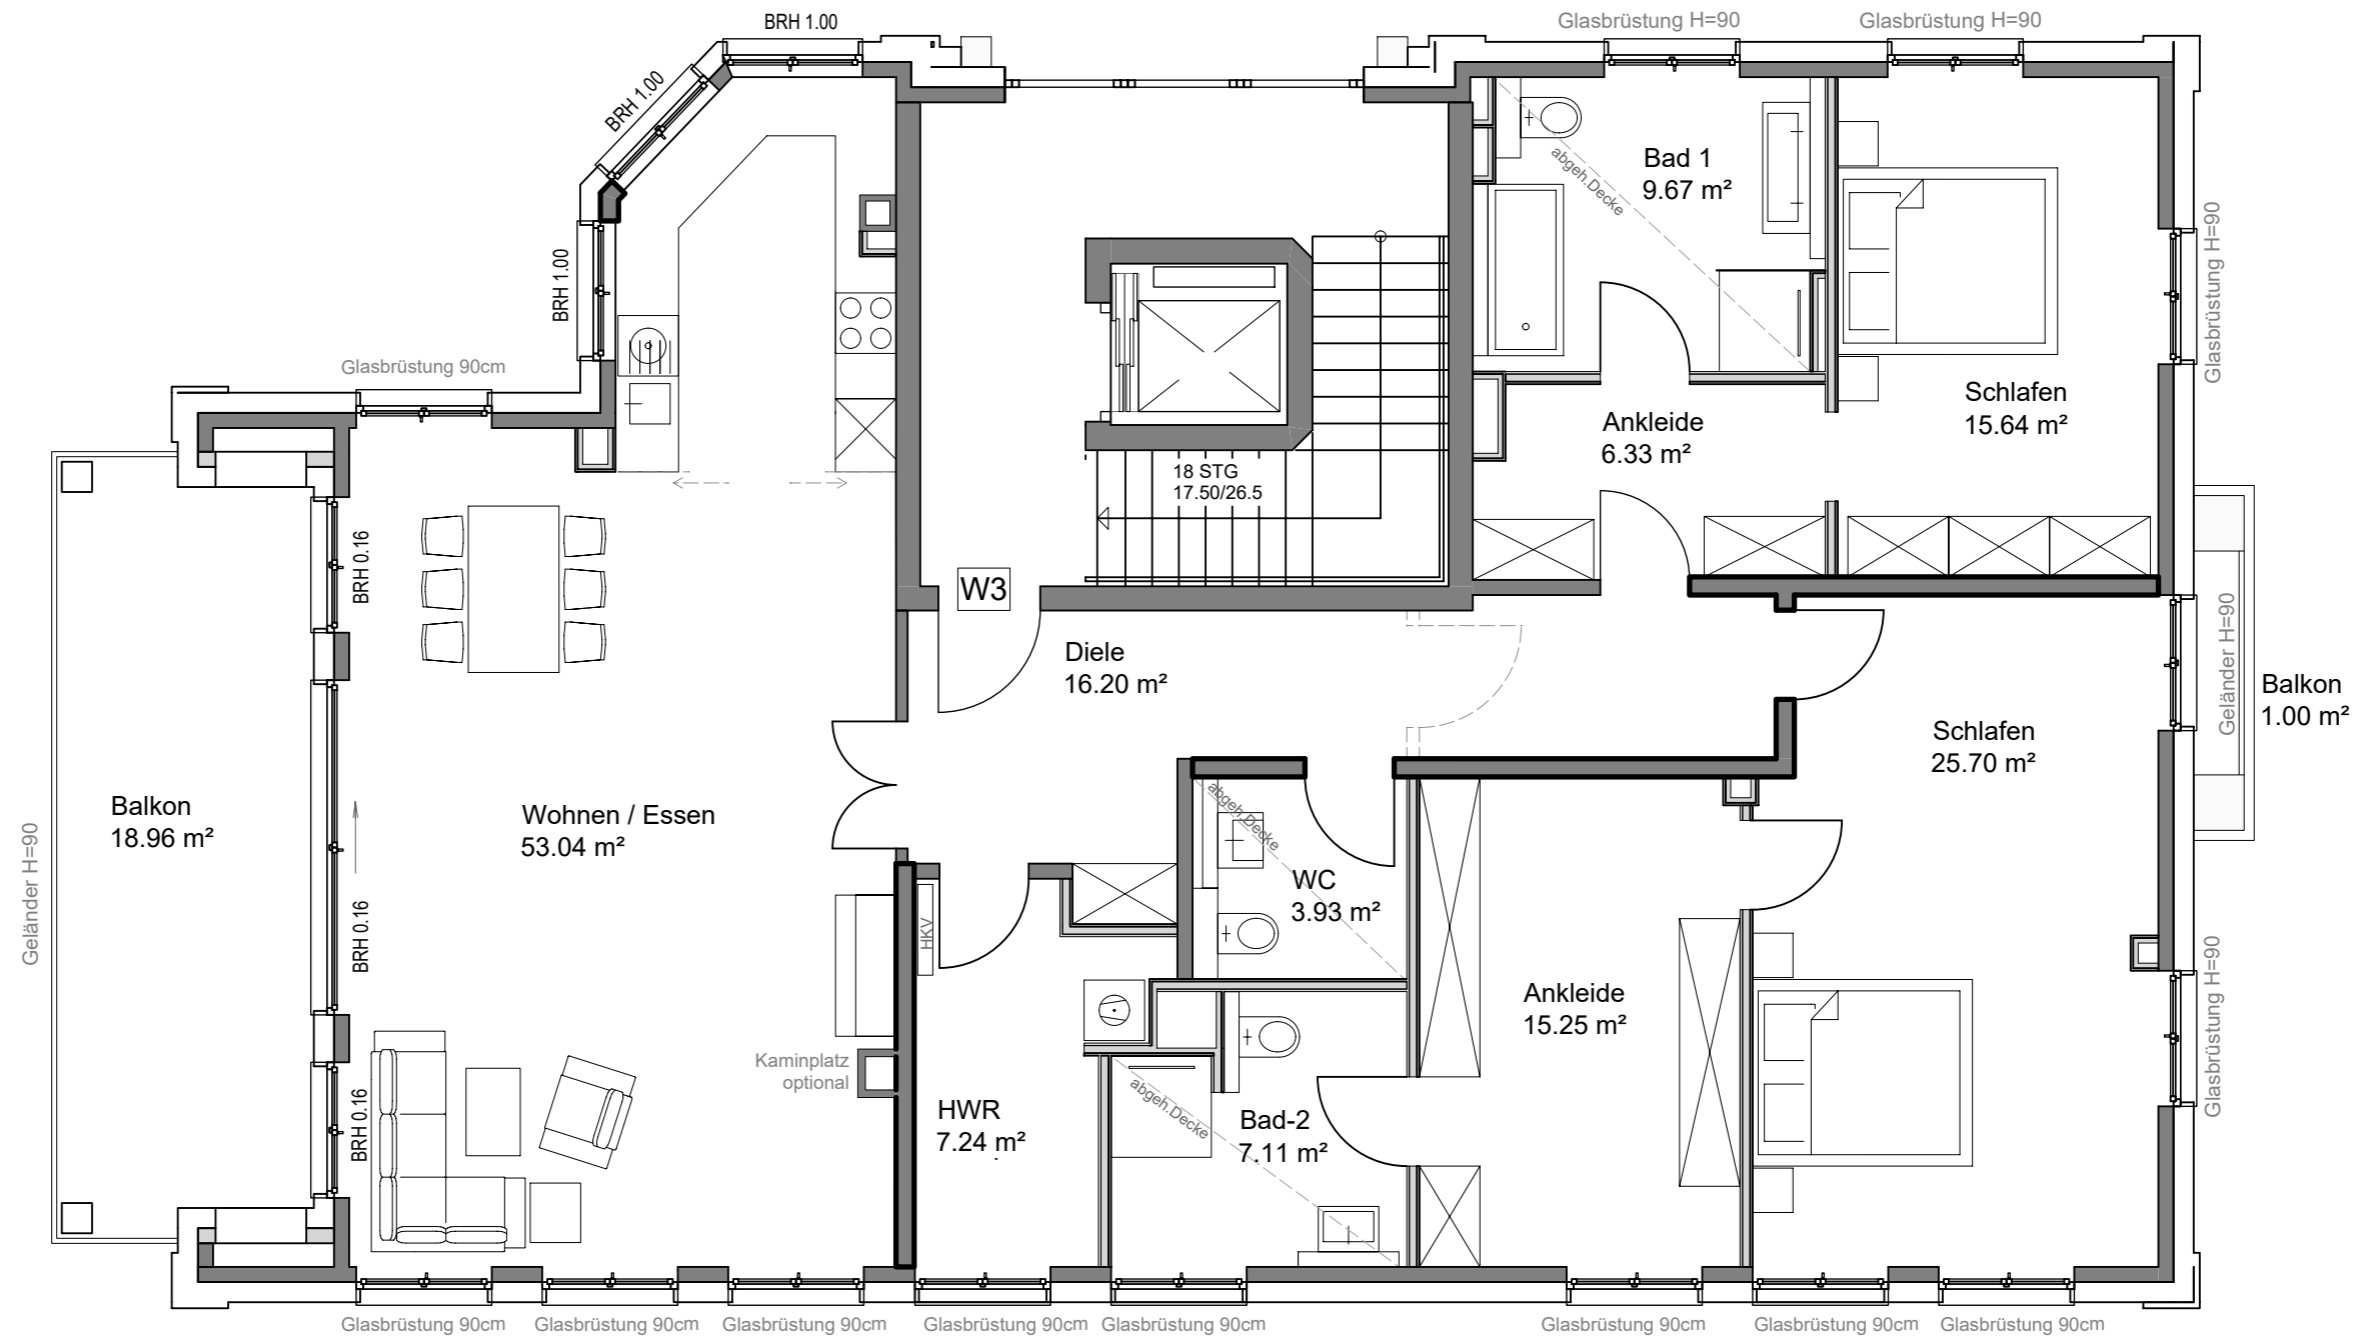 BRH 1.00
Glasbrüstung H=90
Glasbrüstung H=90
BRH 1.00
abgeh.Decke
Bad 1
9.67 m²
BRH 1.00
Glasbrüstung H=90
Glasbrüstung 90cm
Ankleide
6.33 m²
Schlafen
15.64 m²
18 STG
17.50/26.5
BRH 0.16
W3
Diele
16.20 m²
Geländer H=90
Balkon
1.00 m²
Schlafen
25.70 m²
Balkon
18.96 m²
Geländer H=90
Wohnen / Essen
53.04 m²
BRH 0.16
HKV
abgeh.Decke
WC
3.93 m²
Ankleide
15.25 m²
Glasbrüstung H=90
Kaminplatz
optional
BRH 0.16
HWR
7.24 m²
abgeh.Decke
Bad-2
7.11 m²
Glasbrüstung 90cm
Glasbrüstung 90cm
Glasbrüstung 90cm
Glasbrüstung 90cm
Glasbrüstung 90cm
Glasbrüstung 90cm
Glasbrüstung 90cm
Glasbrüstung 90cm